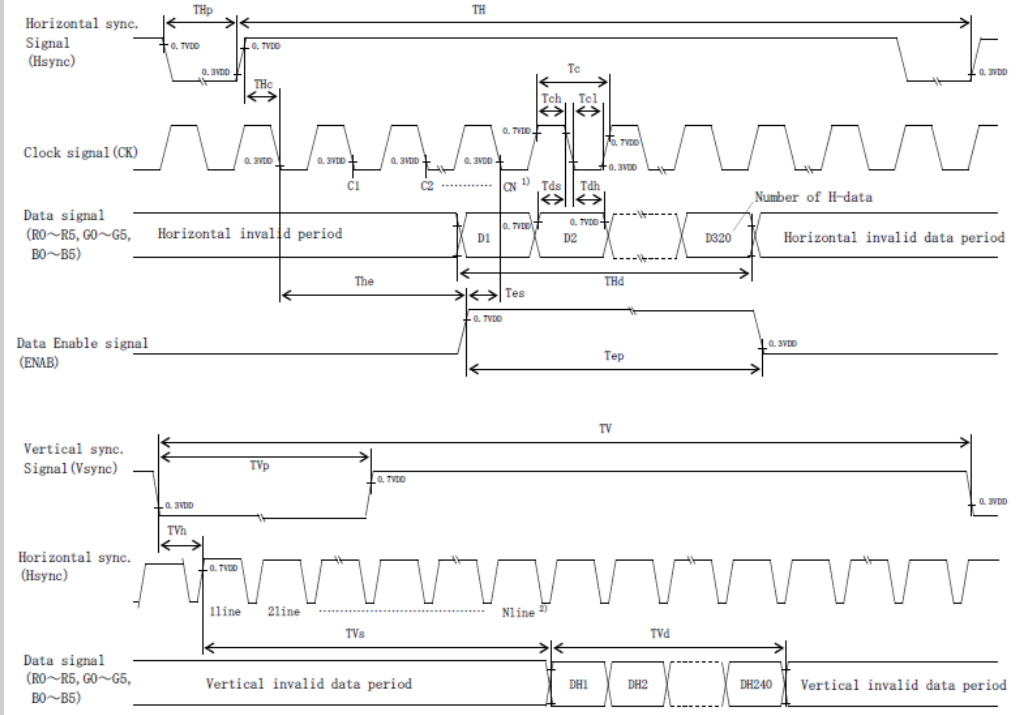 THp
TH
Horizontal sync.
Signal
(Hsync)
0.7VDD
0.7VDD
0.3VDD
0.3VDD
THc
Tc
Tch
Tcl
0.7VDD
0.7VDD
Clock signal(CK)
0.3VDD
0.3VDD
0.3VDD
0.3VDD
0.3VDD
C1
C2
CN 1)
Tds
Tdh
Number of H-data
Data signal
(R0～R5, G0～G5,
B0～B5)
Horizontal invalid period
0.7VDD
0.7VDD
D1
D2
D320
Horizontal invalid data period
The
THd
Tes
0.7VDD
Data Enable signal
(ENAB)
0.3VDD
Tep
TV
Vertical sync.
Signal(Vsync)
TVp
0.7VDD
0.3VDD
0.3VDD
TVh
Horizontal sync.
(Hsync)
0.7VDD
1line
2line
Nline 2)
TVs
TVd
Data signal
(R0～R5, G0～G5,
B0～B5)
Vertical invalid data period
DH1
DH2
DH240
Vertical invalid data period